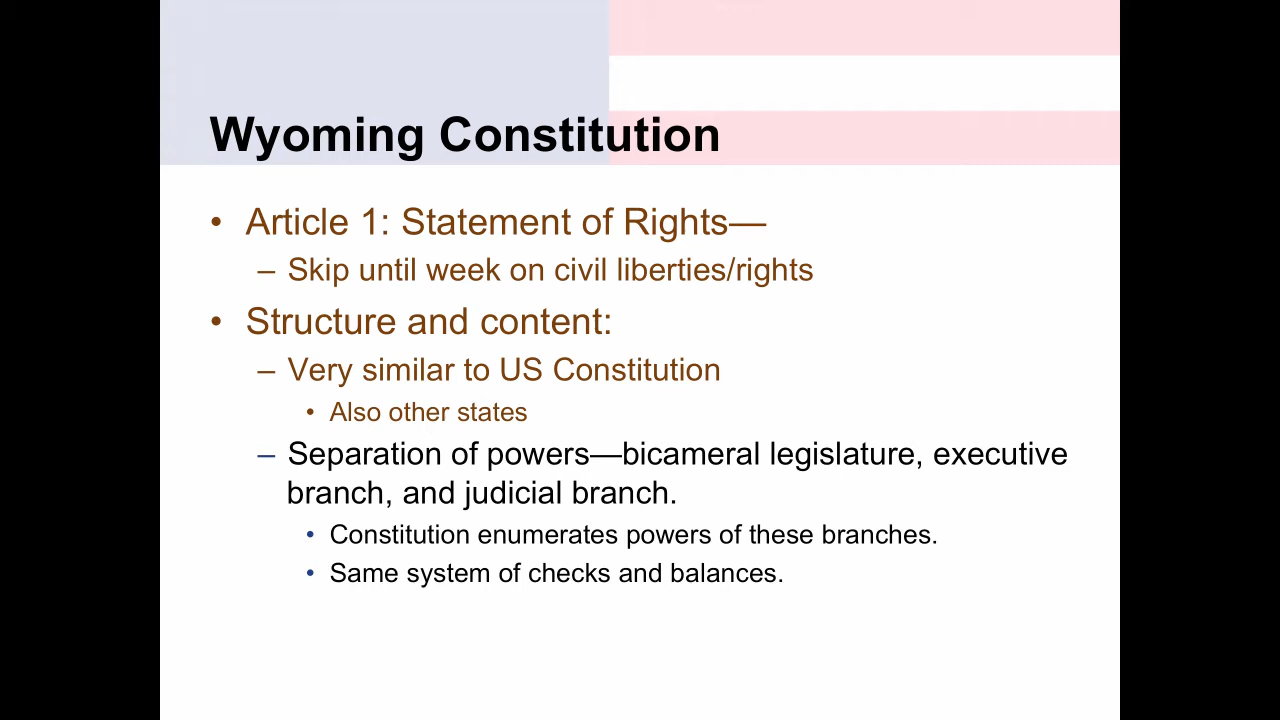 Wyoming Constitution
• Article 1: Statement of Rights—
– Skip until week on civil liberties/rights
• Structure and content:
– Very similar to US Constitution
• Also other states
– Separation of powers—bicameral legislature, executive
branch, and judicial branch.
• Constitution enumerates powers of these branches.
• Same system of checks and balances.